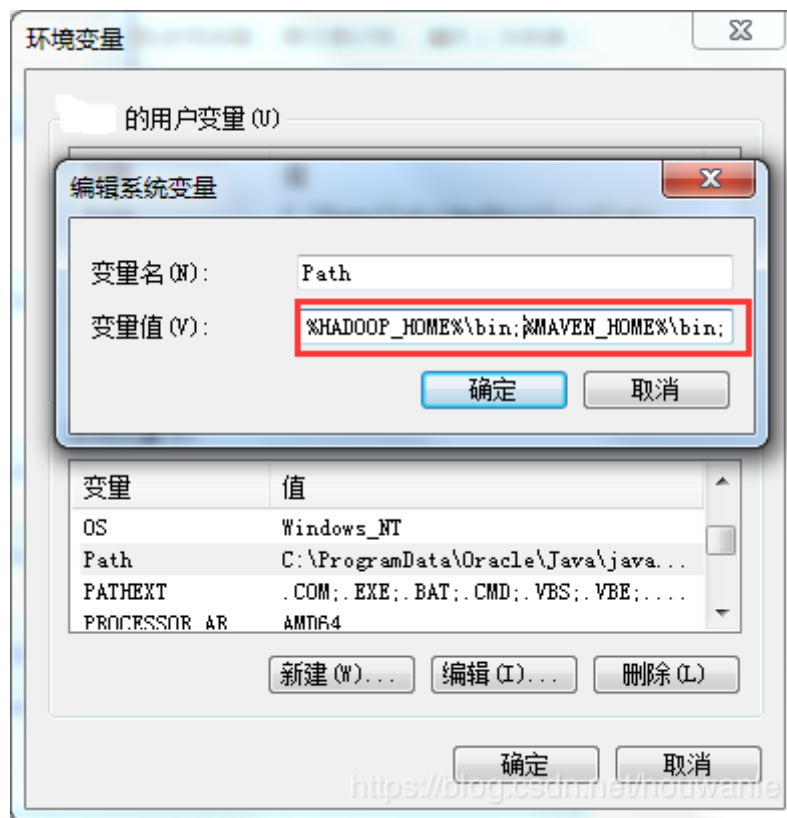 环境变量
的用户变量(U)
编辑系统变量
变量名(N): Path
变量值(V): %HADOOP_HOME%\bin;%MAVEN_HOME%\bin;
确定 取消
变量 值
OS Windows_NT
Path C:\ProgramData\Oracle\Java\java...
PATHEXT .COM;.EXE;.BAT;.CMD;.VBS;.VBE;....
PROCESSOR_AR AMD64
新建(W)... 编辑(I)... 删除(L)
确定 取消
https://blog.csdn.net/houwanle